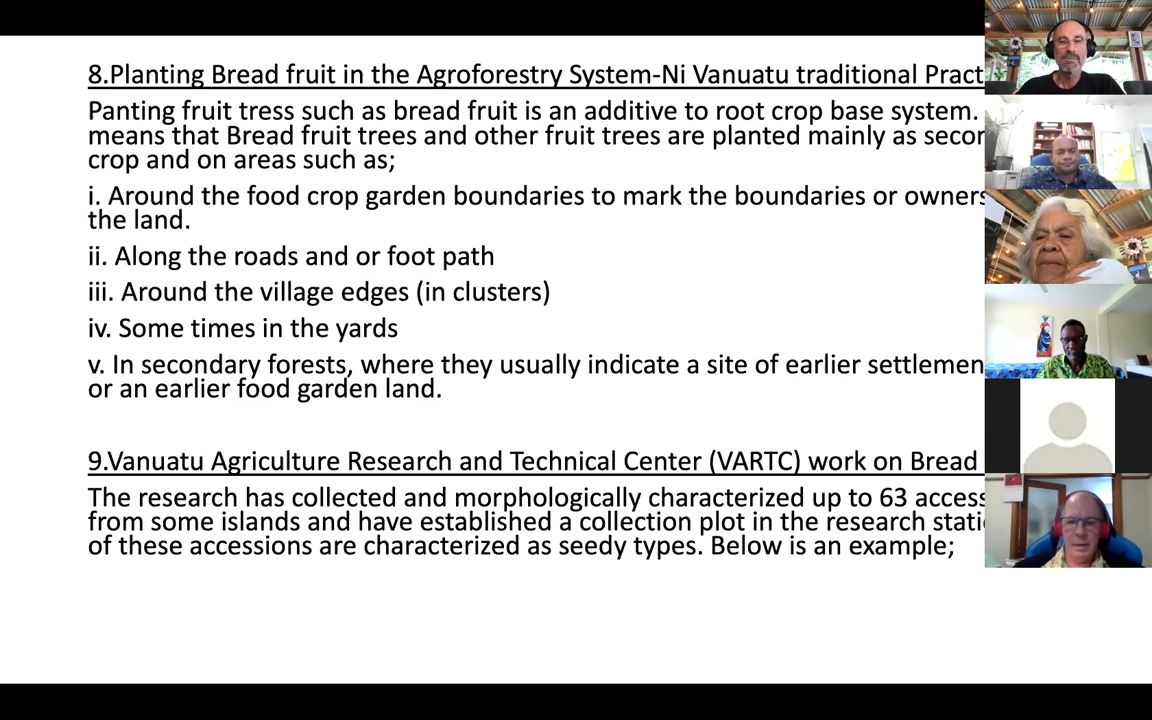 8.Planting Bread fruit in the Agroforestry System-Ni Vanuatu traditional Pract
Panting fruit tress such as bread fruit is an additive to root crop base system.
means that Bread fruit trees and other fruit trees are planted mainly as secon
crop and on areas such as;
i. Around the food crop garden boundaries to mark the boundaries or owners
the land.
ii. Along the roads and or foot path
iii. Around the village edges (in clusters)
iv. Some times in the yards
v. In secondary forests, where they usually indicate a site of earlier settlemen
or an earlier food garden land.
9.Vanuatu Agriculture Research and Technical Center (VARTC) work on Bread
The research has collected and morphologically characterized up to 63 access
from some islands and have established a collection plot in the research stati
of these accessions are characterized as seedy types. Below is an example;